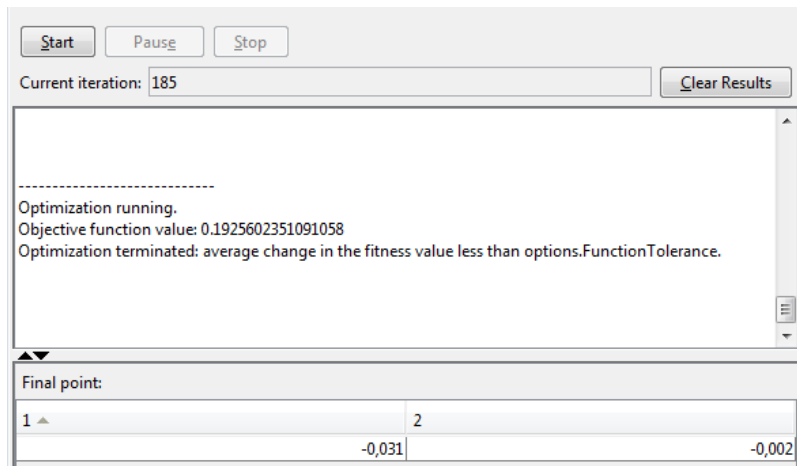 Start Pause Stop
Current iteration: 185 Clear Results
-----------------------------
Optimization running.
Objective function value: 0.1925602351091058
Optimization terminated: average change in the fitness value less than options.FunctionTolerance.
Final point:
1 2
-0,031 -0,002